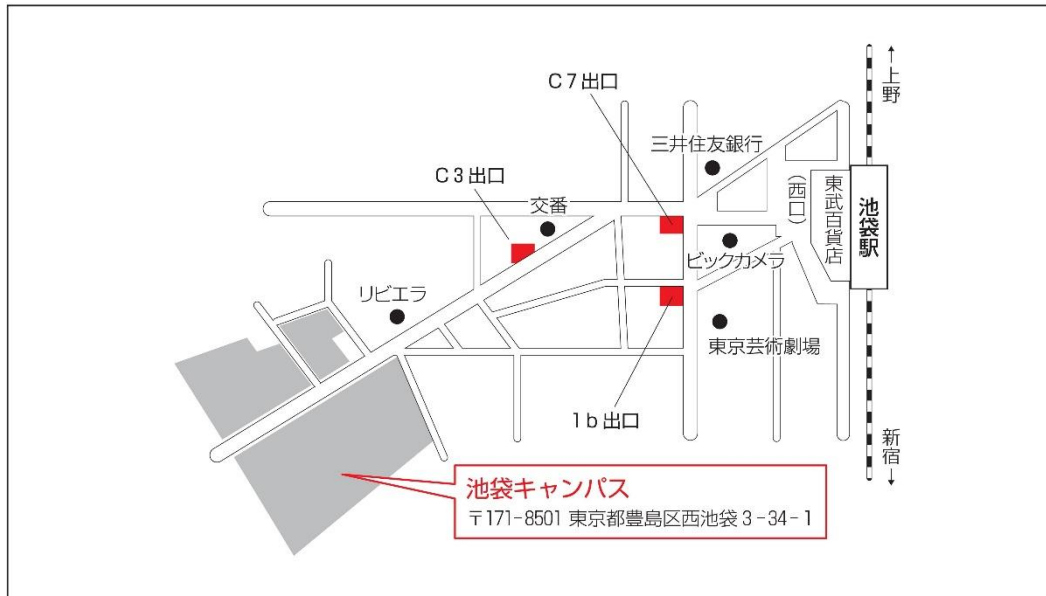 ↑上野
C7出口
三井住友銀行
C3出口
交番
(西口)
東武百貨店
池袋駅
ビックカメラ
リビエラ
東京芸術劇場
1b出口
新宿↓
池袋キャンパス
〒171-8501 東京都豊島区西池袋3-34-1